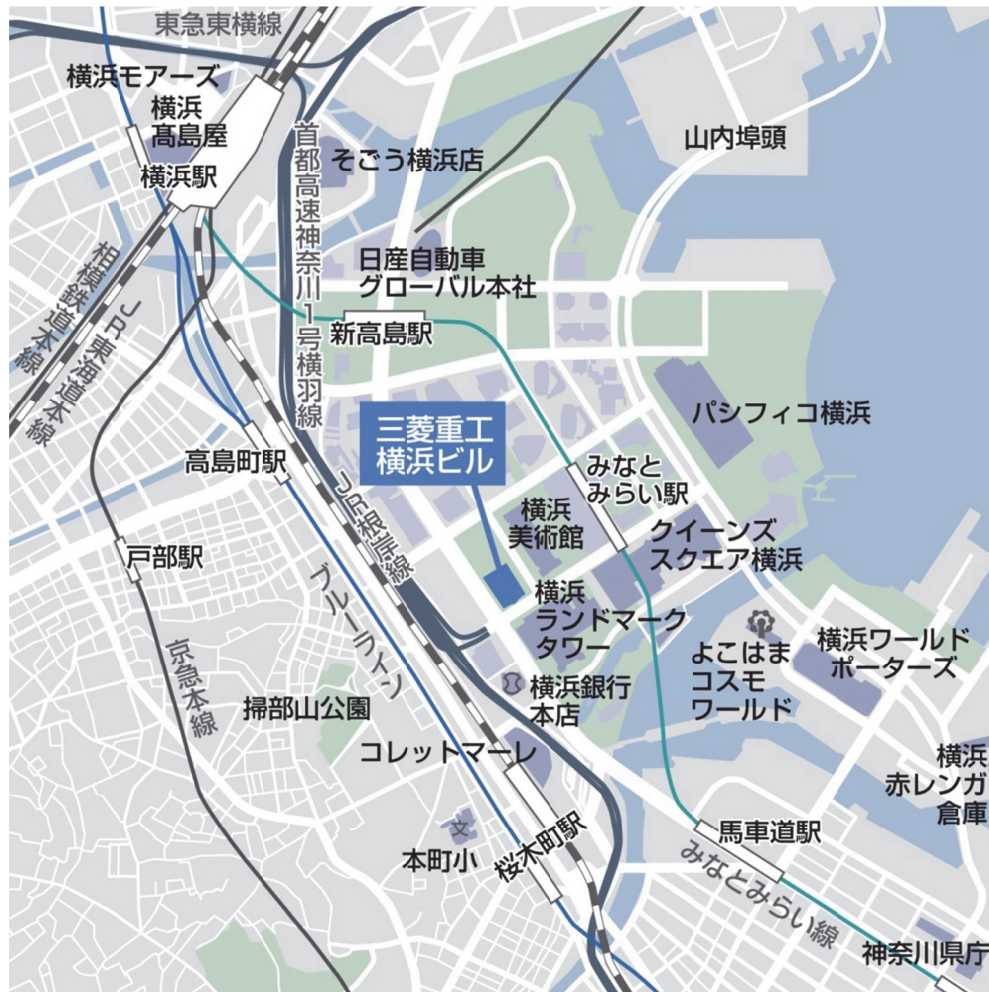 東急東横線
横浜モアーズ
横浜
髙島屋
横浜駅
首都高速神奈川1号横羽線
そごう横浜店
山内埠頭
日産自動車
グローバル本社
相模鉄道本線
JR東海道本線
新高島駅
パシフィコ横浜
三菱重工
横浜ビル
高島町駅
みなと
みらい駅
JR根岸線
横浜
美術館
クイーンズ
スクエア横浜
戸部駅
ブルーライン
横浜
ランドマーク
タワー
よこはま
コスモ
ワールド
横浜ワールド
ポーターズ
京急本線
掃部山公園
横浜銀行
本店
コレットマーレ
横浜
赤レンガ
倉庫
文
本町小
桜木町駅
馬車道駅
みなとみらい線
神奈川県庁